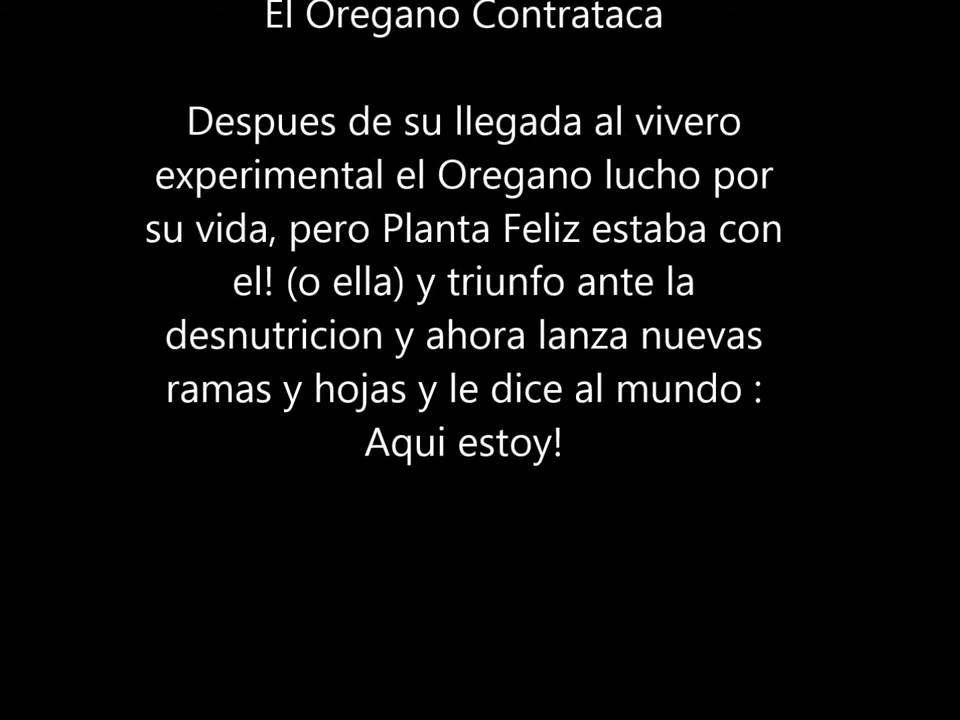 El Oregano Contrataca
Despues de su llegada al vivero
experimental el Oregano lucho por
su vida, pero Planta Feliz estaba con
el! (o ella) y triunfo ante la
desnutricion y ahora lanza nuevas
ramas y hojas y le dice al mundo :
Aqui estoy!